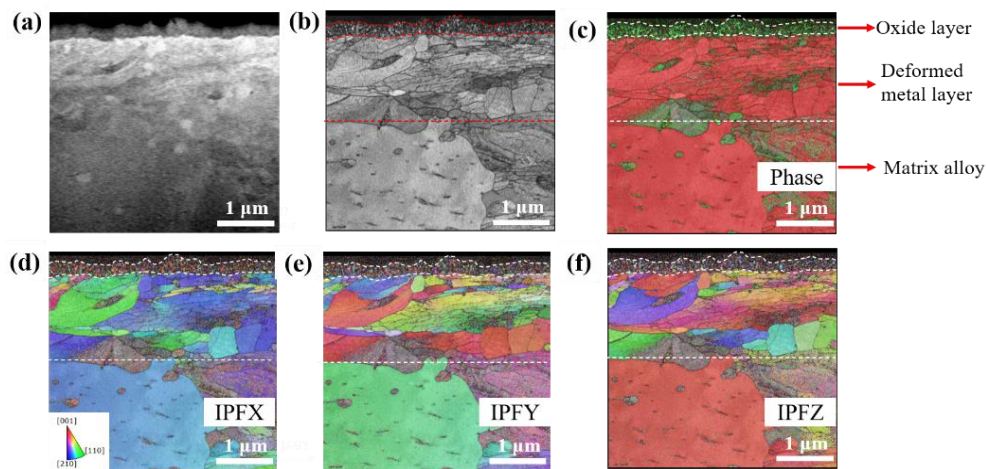 (a)
1 μm
(b)
1 μm
(c)
Phase
1 μm
Oxide layer
Deformed
metal layer
Matrix alloy
(d)
[001]
[110]
[210]
IPFX
1 μm
(e)
IPFY
1 μm
(f)
IPFZ
1 μm